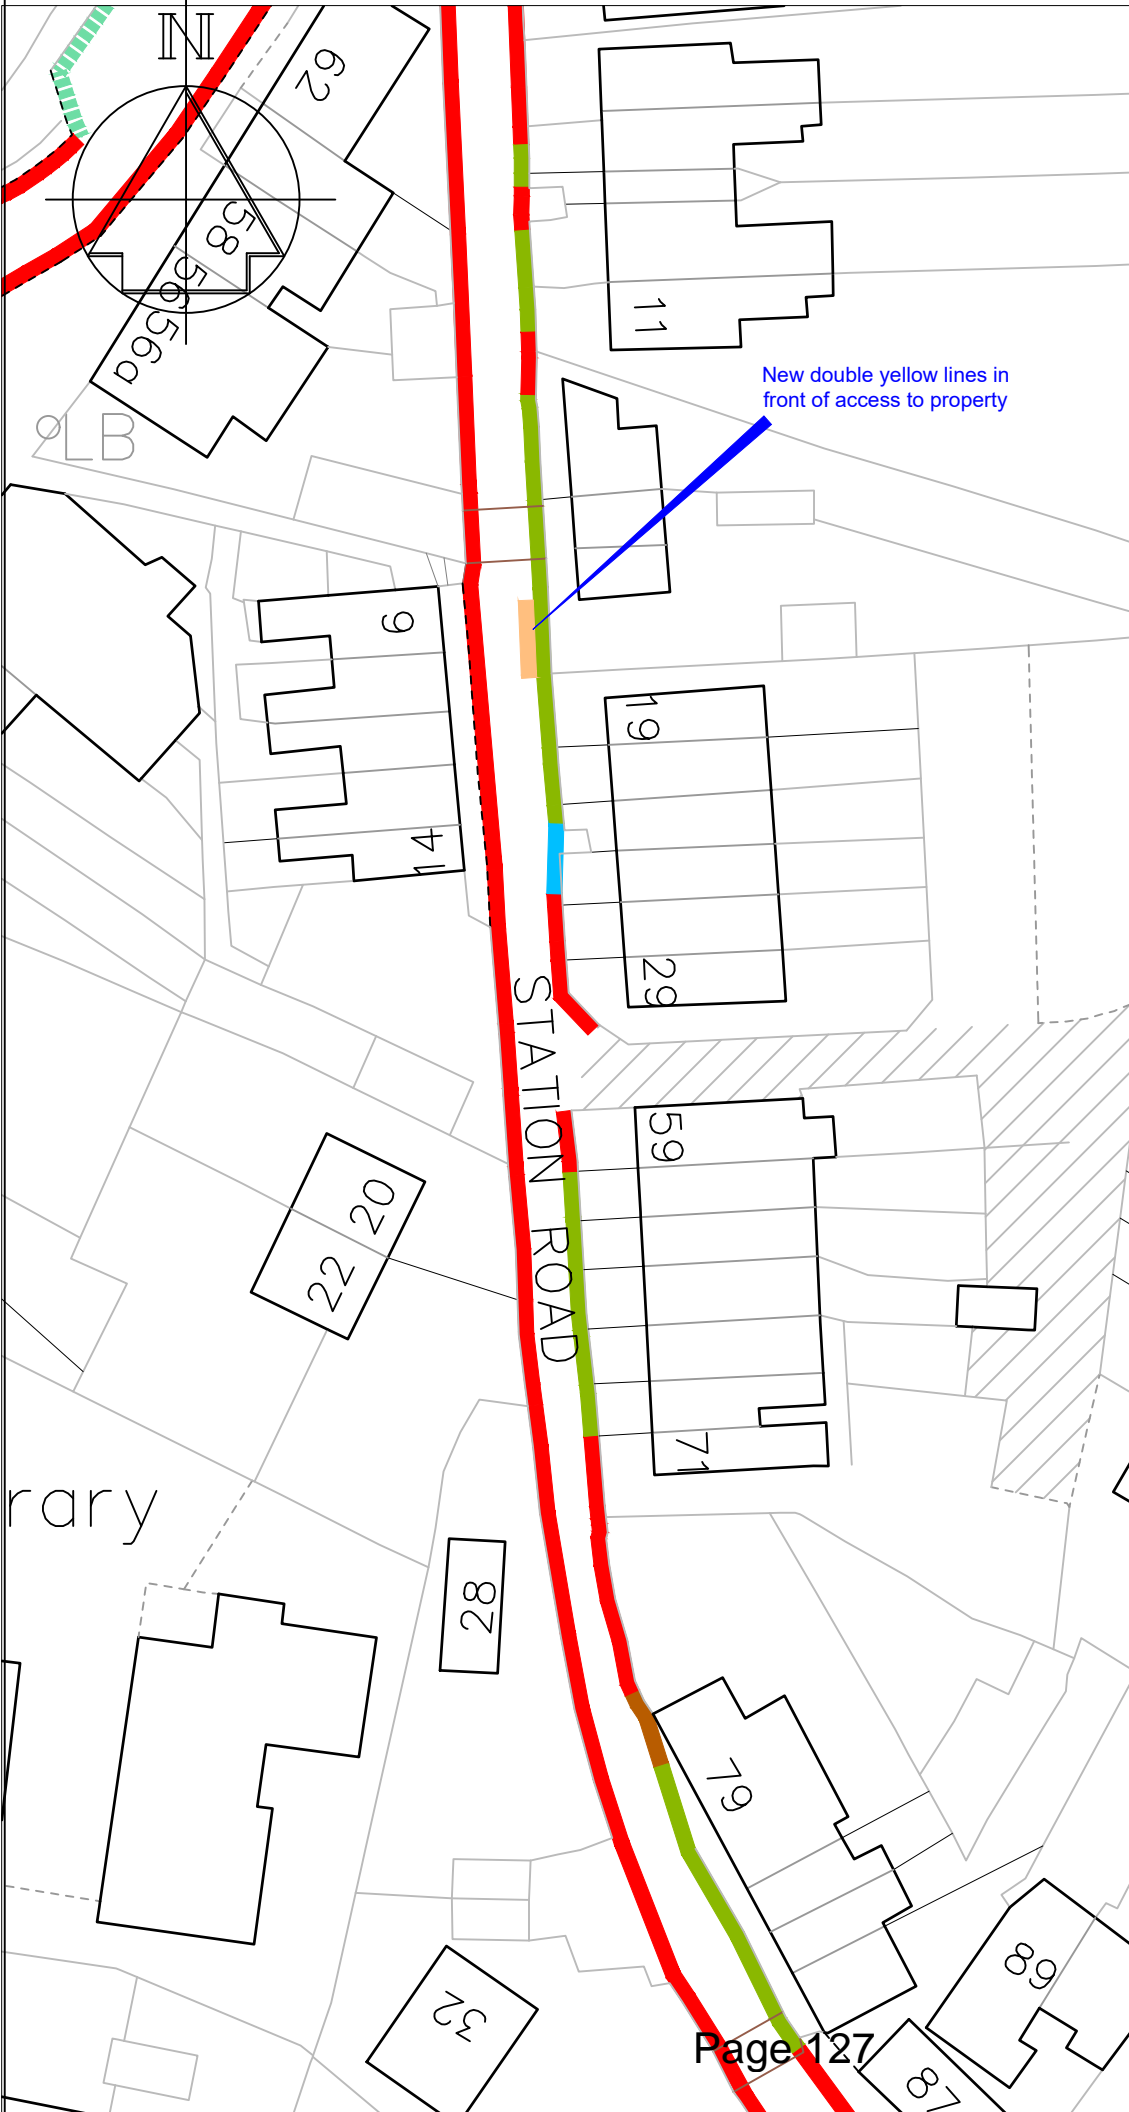 N
62
58
56
56a
LB
11
New double yellow lines in
front of access to property
9
19
14
29
STATION ROAD
59
20
22
71
rary
28
79
32
89
87
Page 127